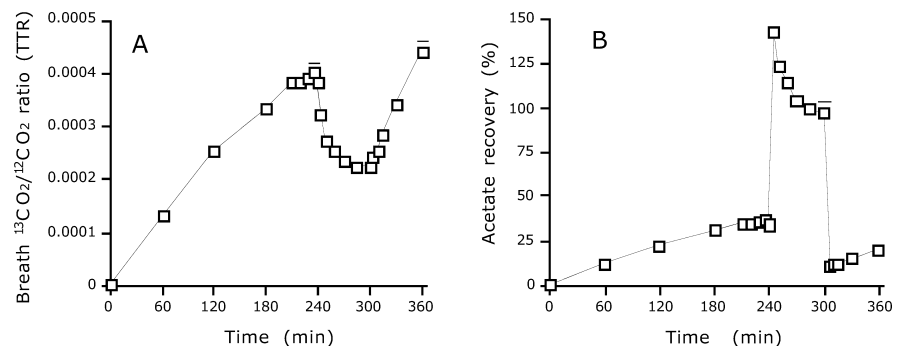 A
Breath ¹³CO₂/¹²CO₂ ratio (TTR)
0.0005
0.0004
0.0003
0.0002
0.0001
0
0 60 120 180 240 300 360
Time (min)
B
Acetate recovery (%)
150
125
100
75
50
25
0
0 60 120 180 240 300 360
Time (min)